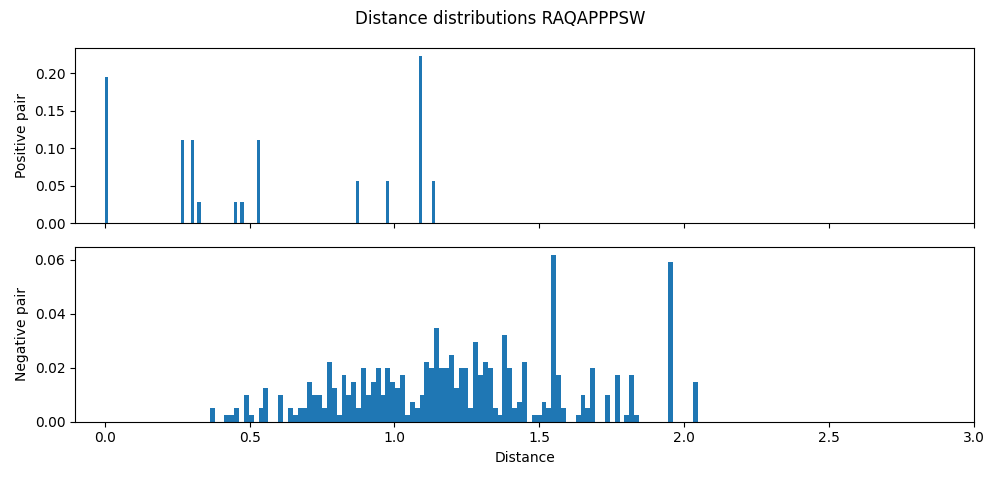 Distance distributions RAQAPPPSW
0.20
0.15
0.10
0.05
0.00
Positive pair
0.06
0.04
0.02
0.00
Negative pair
0.0 0.5 1.0 1.5 2.0 2.5 3.0
Distance